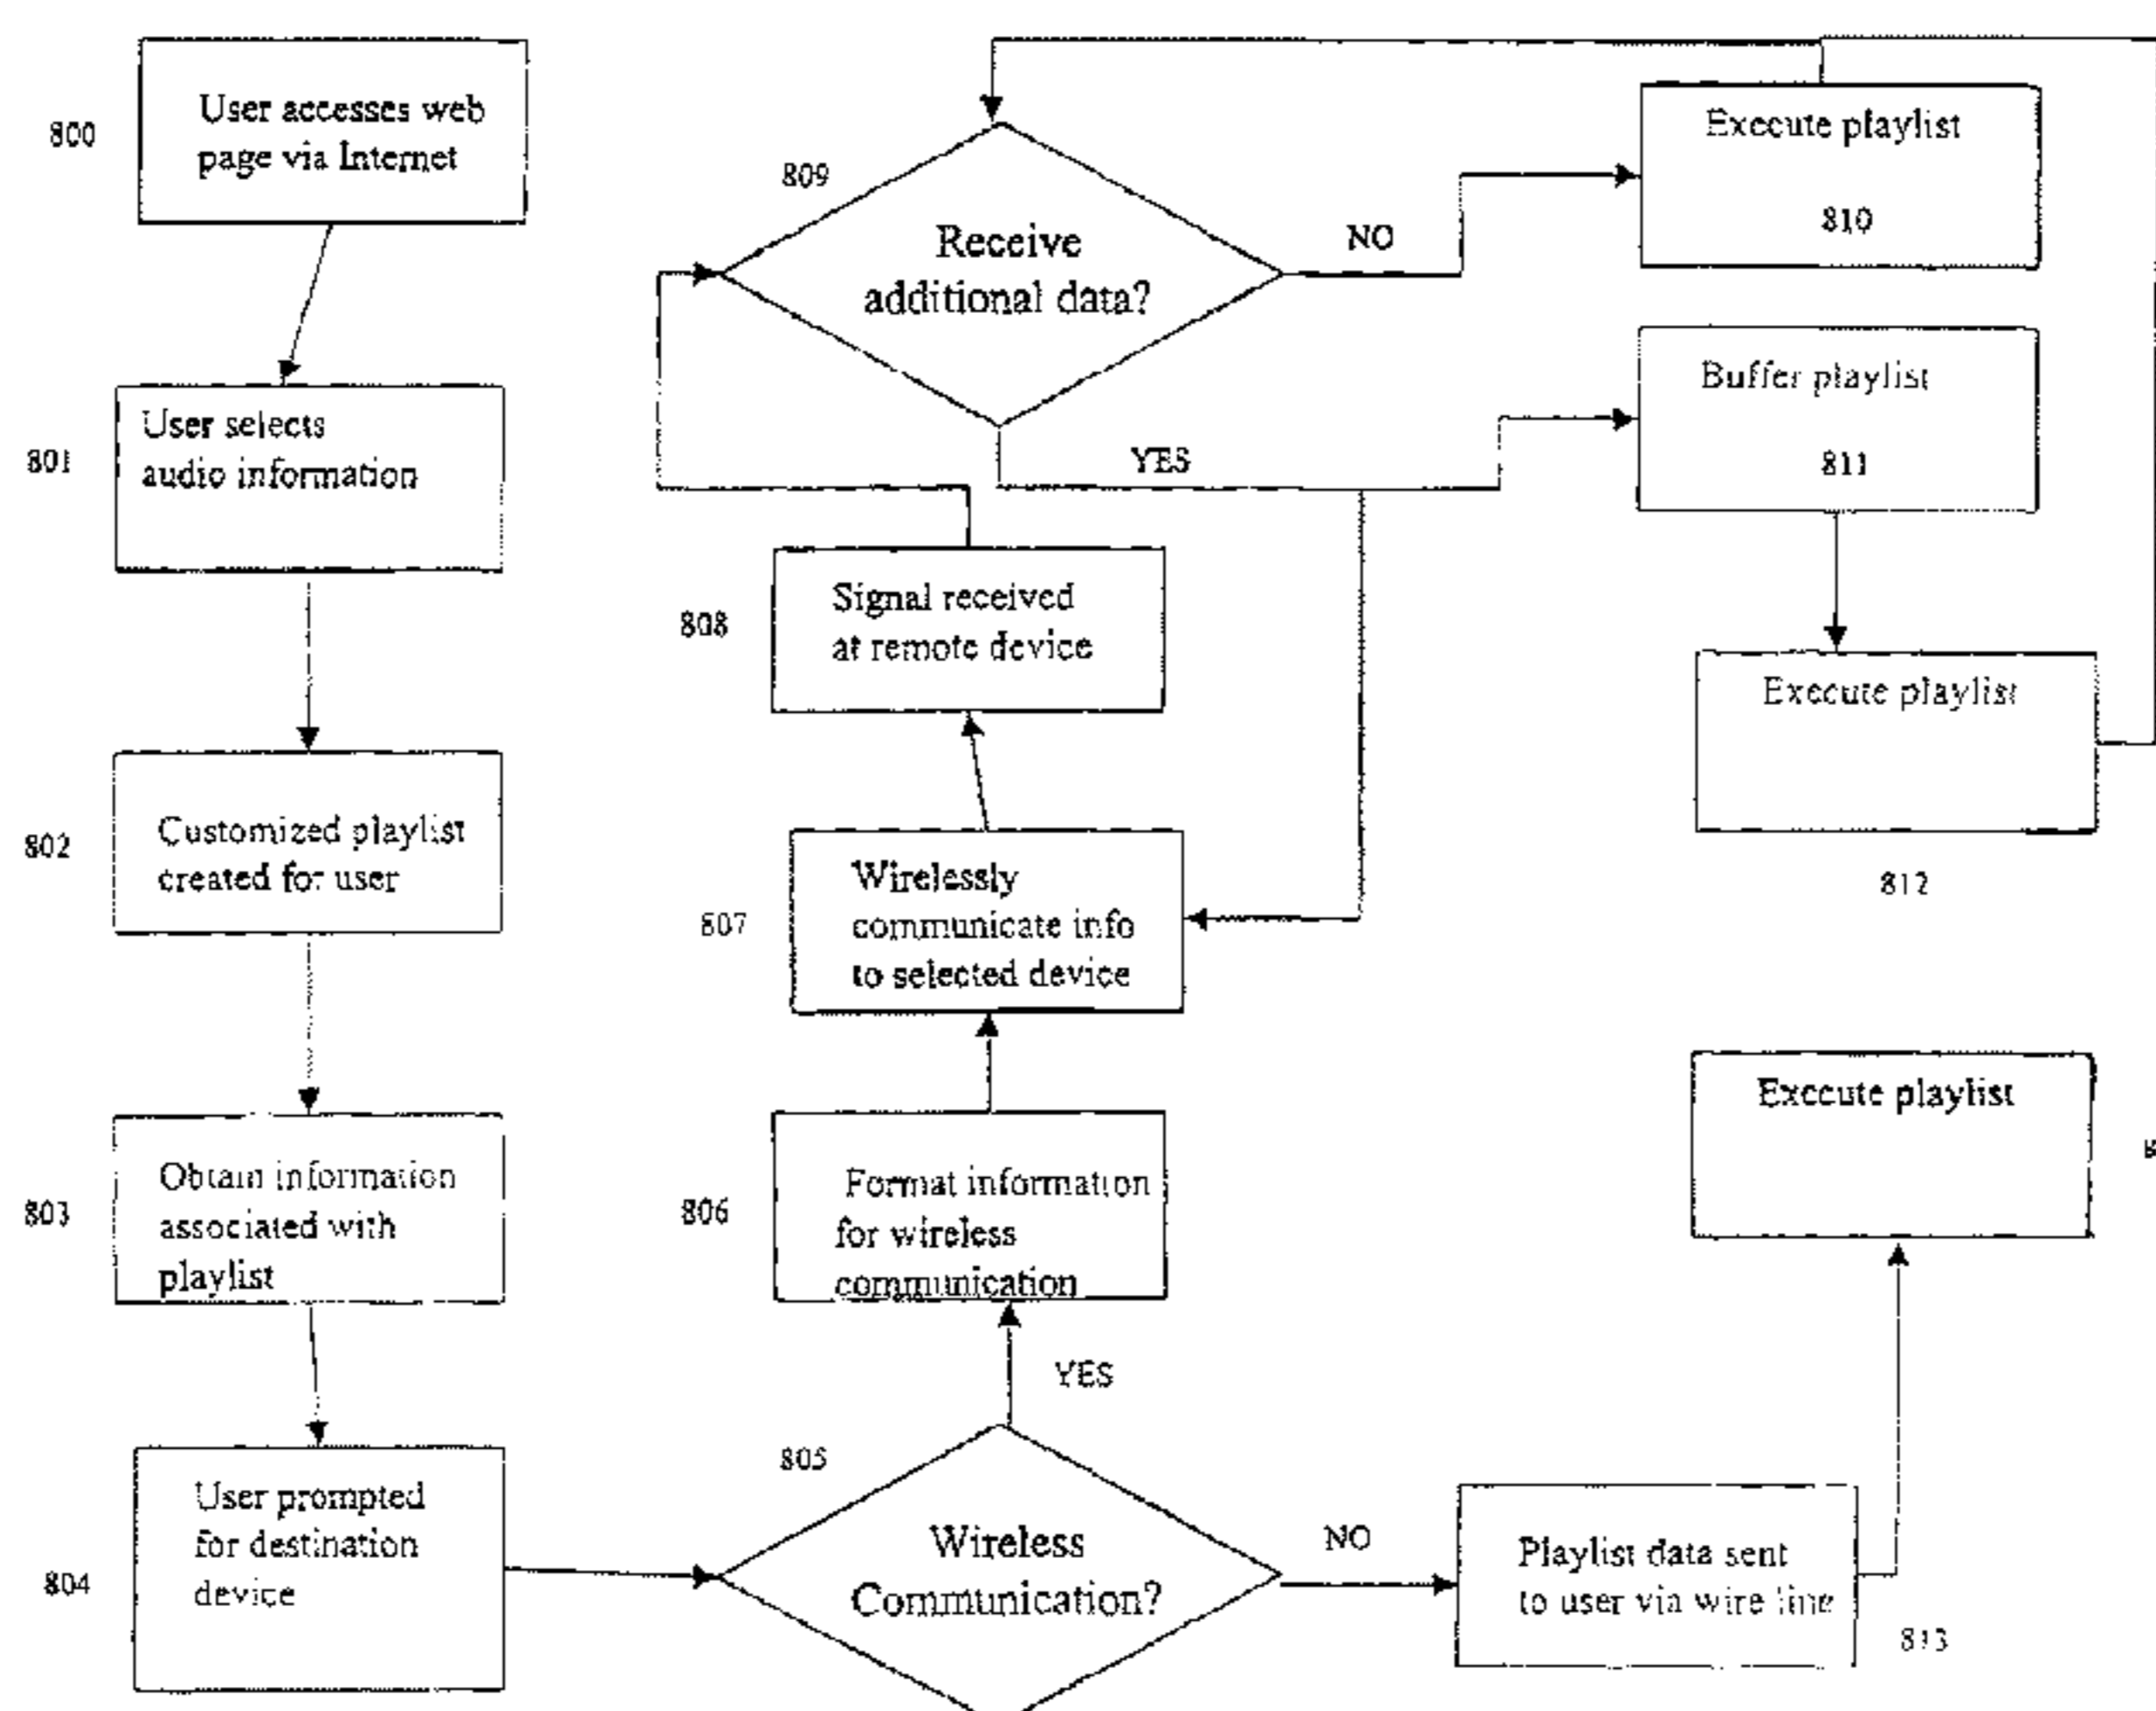 800
User accesses web
page via Internet
801
User selects
audio information
802
Customized playlist
created for user
803
Obtain information
associated with
playlist
804
User prompted
for destination
device
805
Wireless
Communication?
YES
NO
806
Format information
for wireless
communication
807
Wirelessly
communicate info
to selected device
808
Signal received
at remote device
809
Receive
additional data?
NO
YES
Execute playlist
810
Buffer playlist
811
Execute playlist
812
Playlist data sent
to user via wire line
813
Execute playlist